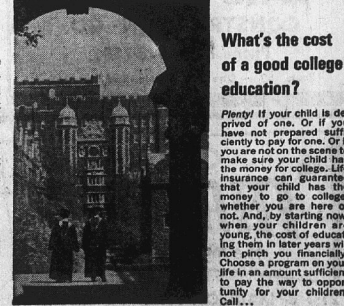 What's the cost
of a good college
education?
Plenty! If your child is de
prived of one. Or if you
have not prepared suffi
ciently to pay for one. Or i
you are not on the scene t
make sure your child ha
the money for college. Life
insurance can guarantee
that your child has the
money to go to college
whether you are here o
not. And, by starting now
when your children are
young, the cost of educat
ing them in later years wil
not pinch you financially
Choose a program on you
life in an amount sufficien
to pay the way to oppor
tunity for your children
Call...